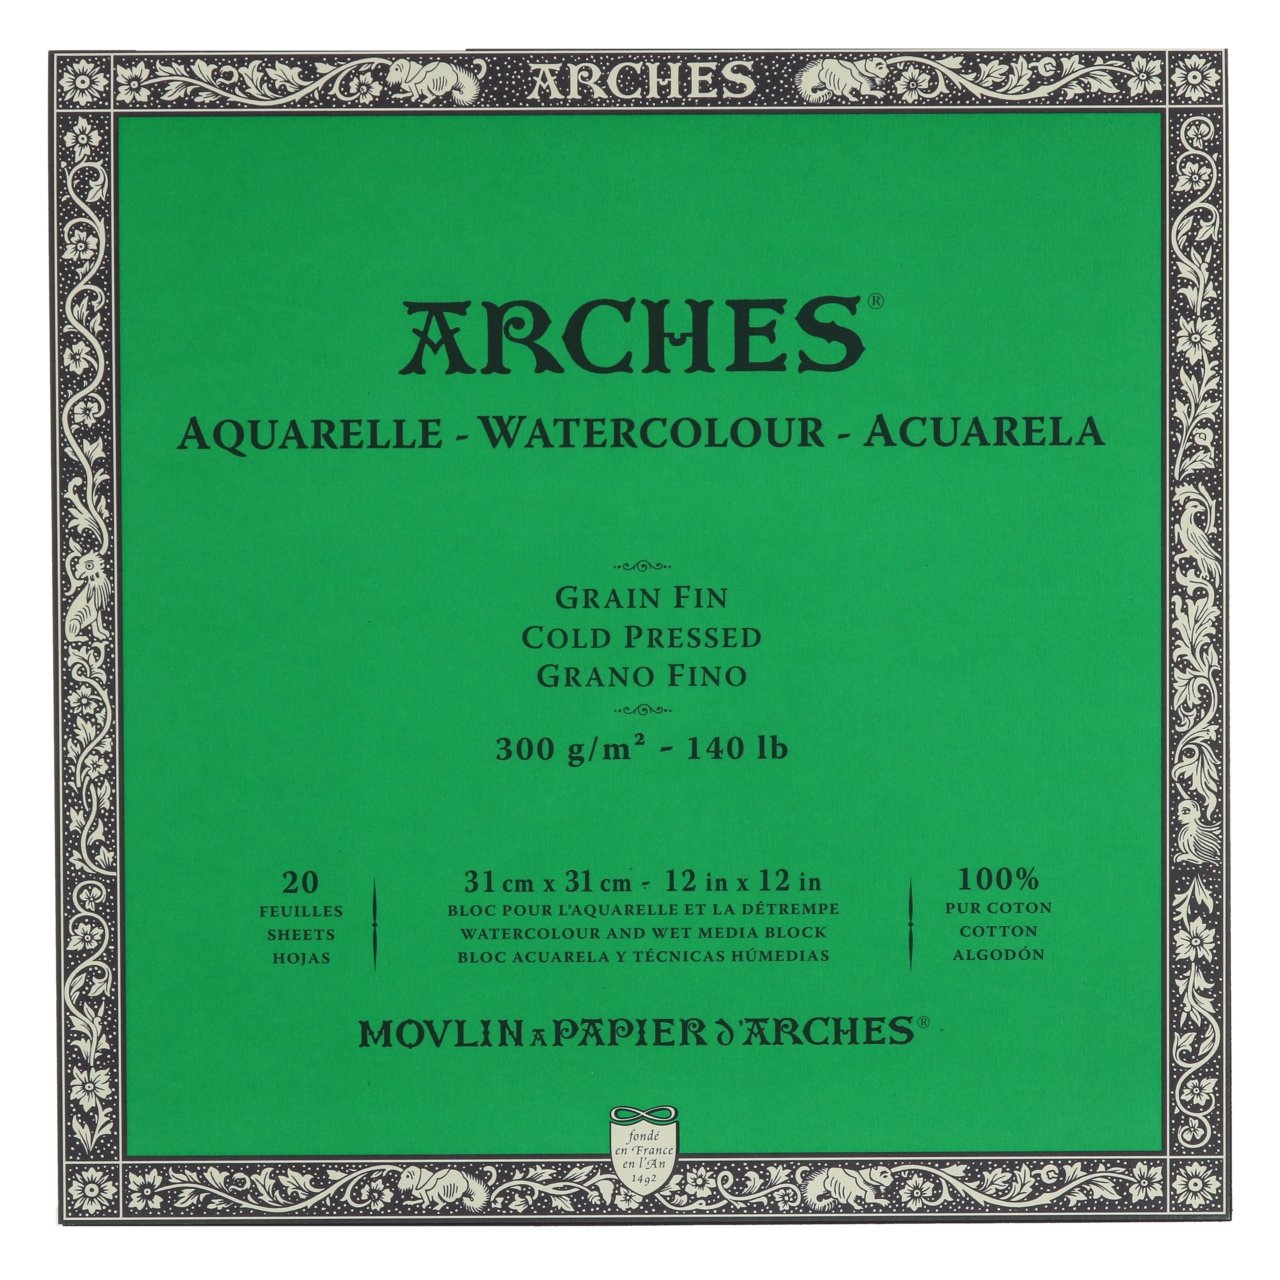 ARCHES
ARCHES®
AQUARELLE - WATERCOLOUR - ACUARELA
GRAIN FIN
COLD PRESSED
GRANO FINO
300 g/m² - 140 lb
20
FEUILLES
SHEETS
HOJAS
31 cm x 31 cm - 12 in x 12 in
BLOC POUR L'AQUARELLE ET LA DÉTREMPE
WATERCOLOUR AND WET MEDIA BLOCK
BLOC ACUARELA Y TÉCNICAS HÚMEDIAS
100%
PUR COTON
COTTON
ALGODÓN
MOVLIN A PAPIER d'ARCHES®
fondé
en France
en l'An
1492